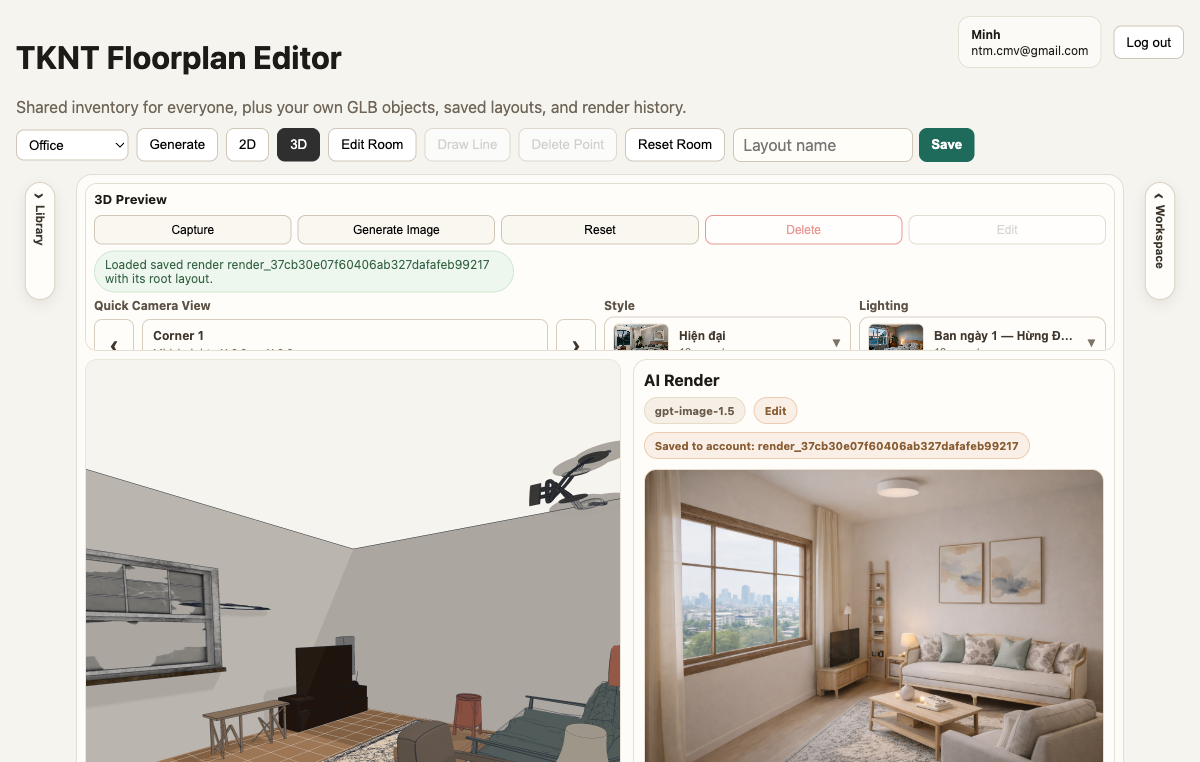 TKNT Floorplan Editor
Minh
ntm.cmv@gmail.com
Log out
Shared inventory for everyone, plus your own GLB objects, saved layouts, and render history.
Office
Generate
2D
3D
Edit Room
Draw Line
Delete Point
Reset Room
Layout name
Save
Library
Workspace
3D Preview
Capture
Generate Image
Reset
Delete
Edit
Loaded saved render render_37cb30e07f60406ab327dafafeb99217
with its root layout.
Quick Camera View
Style
Lighting
Corner 1
Hiện đại
Ban ngày 1 — Hừng Đ...
AI Render
gpt-image-1.5
Edit
Saved to account: render_37cb30e07f60406ab327dafafeb99217